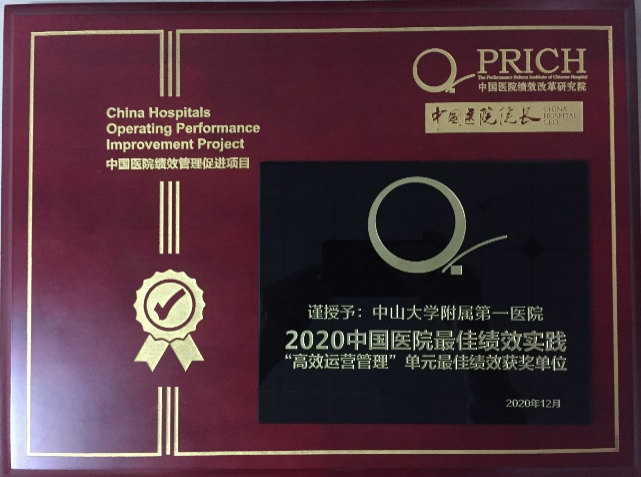 PRICH
The Performance Reform Institute of Chinese Hospital
中国医院绩效改革研究院
中国医院院长
CHINA
HOSPITAL
CEO
China Hospitals
Operating Performance
Improvement Project
中国医院绩效管理促进项目
谨授予：中山大学附属第一医院
2020中国医院最佳绩效实践
“高效运营管理”单元最佳绩效获奖单位
2020年12月